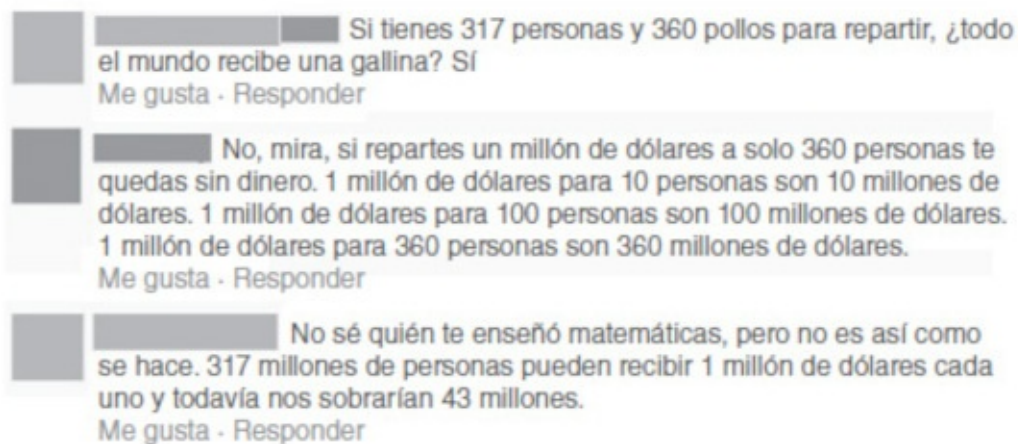 Si tienes 317 personas y 360 pollos para repartir, ¿todo
el mundo recibe una gallina? Sí
Me gusta · Responder
No, mira, si repartes un millón de dólares a solo 360 personas te
quedas sin dinero. 1 millón de dólares para 10 personas son 10 millones de
dólares. 1 millón de dólares para 100 personas son 100 millones de dólares.
1 millón de dólares para 360 personas son 360 millones de dólares.
Me gusta · Responder
No sé quién te enseñó matemáticas, pero no es así como
se hace. 317 millones de personas pueden recibir 1 millón de dólares cada
uno y todavía nos sobrarían 43 millones.
Me gusta · Responder